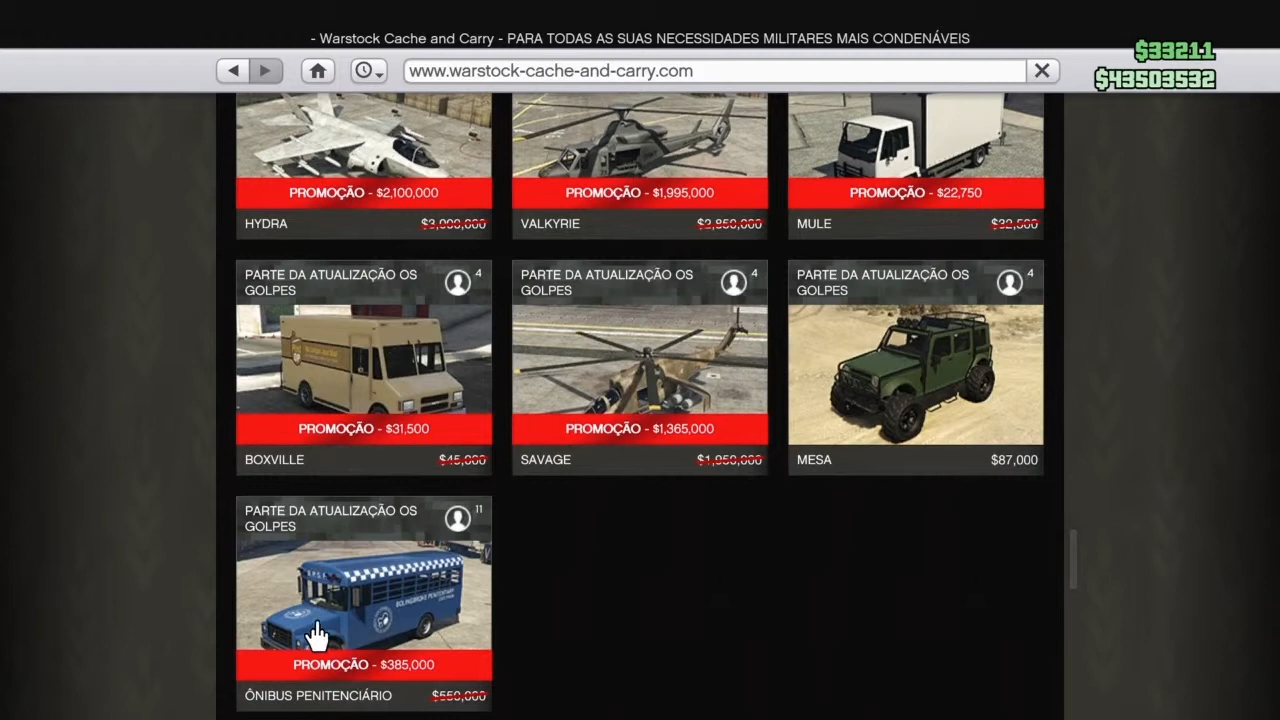 - Warstock Cache and Carry - PARA TODAS AS SUAS NECESSIDADES MILITARES MAIS CONDENÁVEIS
www.warstock-cache-and-carry.com
$33211
$43503532
PROMOÇÃO - $2,100,000
HYDRA $3,000,000
PROMOÇÃO - $1,995,000
VALKYRIE $2,850,000
PROMOÇÃO - $22,750
MULE $32,500
PARTE DA ATUALIZAÇÃO OS
GOLPES
4
PROMOÇÃO - $31,500
BOXVILLE $45,000
PARTE DA ATUALIZAÇÃO OS
GOLPES
4
PROMOÇÃO - $1,365,000
SAVAGE $1,950,000
PARTE DA ATUALIZAÇÃO OS
GOLPES
4
MESA $87,000
PARTE DA ATUALIZAÇÃO OS
GOLPES
11
BOLINGBROKE PENITENTIARY
PROMOÇÃO - $385,000
ÔNIBUS PENITENCIÁRIO $550,000